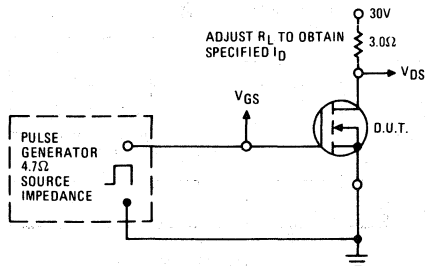 30V
ADJUST RL TO OBTAIN
SPECIFIED ID
3.0Ω
VDS
VGS
D.U.T.
PULSE
GENERATOR
4.7Ω
SOURCE
IMPEDANCE